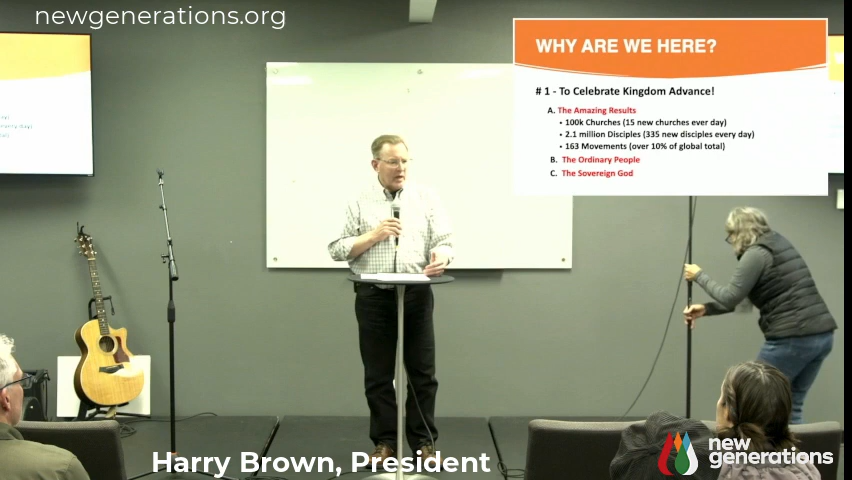 newgenerations.org
WHY ARE WE HERE?
# 1 - To Celebrate Kingdom Advance!
A. The Amazing Results
• 100k Churches (15 new churches ever day)
• 2.1 million Disciples (335 new disciples every day)
• 163 Movements (over 10% of global total)
B. The Ordinary People
C. The Sovereign God
new
generations.org
Harry Brown, President